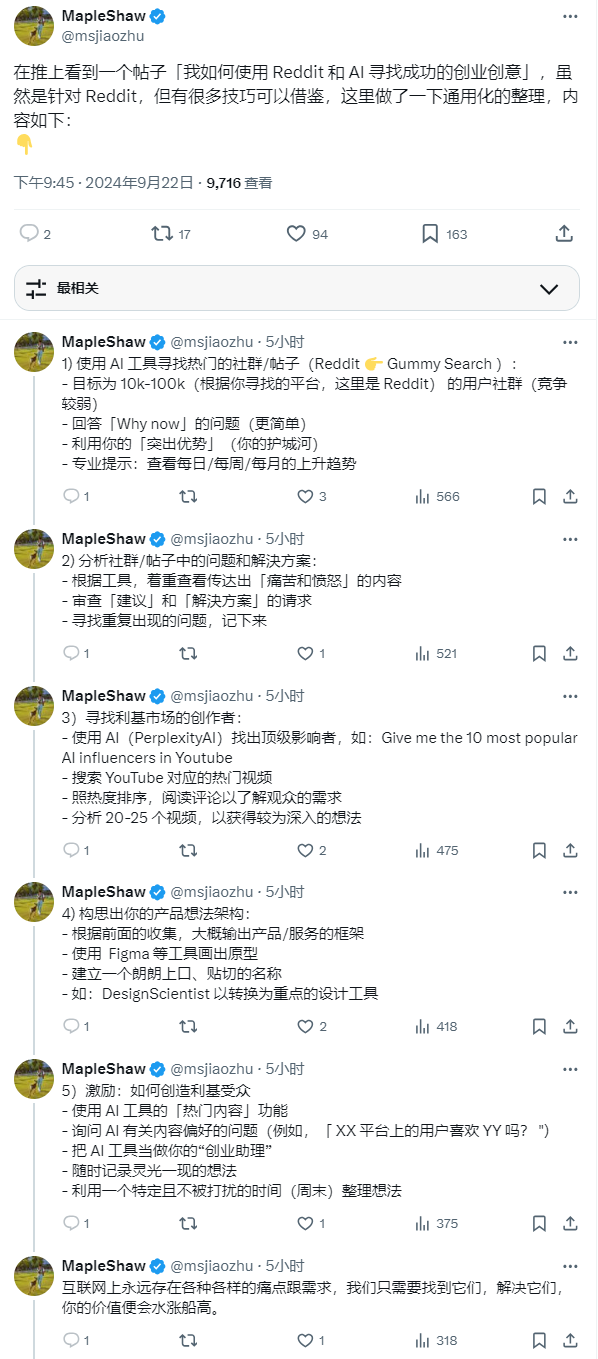 MapleShaw
@msjiaozhu
在推上看到一个帖子「我如何使用 Reddit 和 AI 寻找成功的创业创意」，虽
然是针对 Reddit，但有很多技巧可以借鉴，这里做了一下通用化的整理，内
容如下：
👇
下午9:45 · 2024年9月22日 · 9,716 查看
2 17 94 163
最相关
MapleShaw @msjiaozhu · 5小时
1) 使用 AI 工具寻找热门的社群/帖子（Reddit 👉 Gummy Search ）：
- 目标为 10k-100k（根据你寻找的平台，这里是 Reddit） 的用户社群（竞争
较弱）
- 回答「Why now」的问题（更简单）
- 利用你的「突出优势」（你的护城河）
- 专业提示：查看每日/每周/每月的上升趋势
1 3 566
MapleShaw @msjiaozhu · 5小时
2) 分析社群/帖子中的问题和解决方案：
- 根据工具，着重查看传达出「痛苦和愤怒」的内容
- 审查「建议」和「解决方案」的请求
- 寻找重复出现的问题，记下来
1 1 521
MapleShaw @msjiaozhu · 5小时
3）寻找利基市场的创作者：
- 使用 AI（PerplexityAI）找出顶级影响者，如：Give me the 10 most popular
AI influencers in Youtube
- 搜索 YouTube 对应的热门视频
- 照热度排序，阅读评论以了解观众的需求
- 分析 20-25 个视频，以获得较为深入的想法
1 2 475
MapleShaw @msjiaozhu · 5小时
4) 构思出你的产品想法架构：
- 根据前面的收集，大概输出产品/服务的框架
- 使用 Figma 等工具画出原型
- 建立一个朗朗上口、贴切的名称
- 如：DesignScientist 以转换为重点的设计工具
1 2 418
MapleShaw @msjiaozhu · 5小时
5）激励：如何创造利基受众
- 使用 AI 工具的「热门内容」功能
- 询问 AI 有关内容偏好的问题（例如，「 XX 平台上的用户喜欢 YY 吗？ ")
- 把 AI 工具当做你的“创业助理”
- 随时记录灵光一现的想法
- 利用一个特定且不被打扰的时间（周末）整理想法
1 1 375
MapleShaw @msjiaozhu · 5小时
互联网上永远存在各种各样的痛点跟需求，我们只需要找到它们，解决它们，
你的价值便会水涨船高。
1 1 318